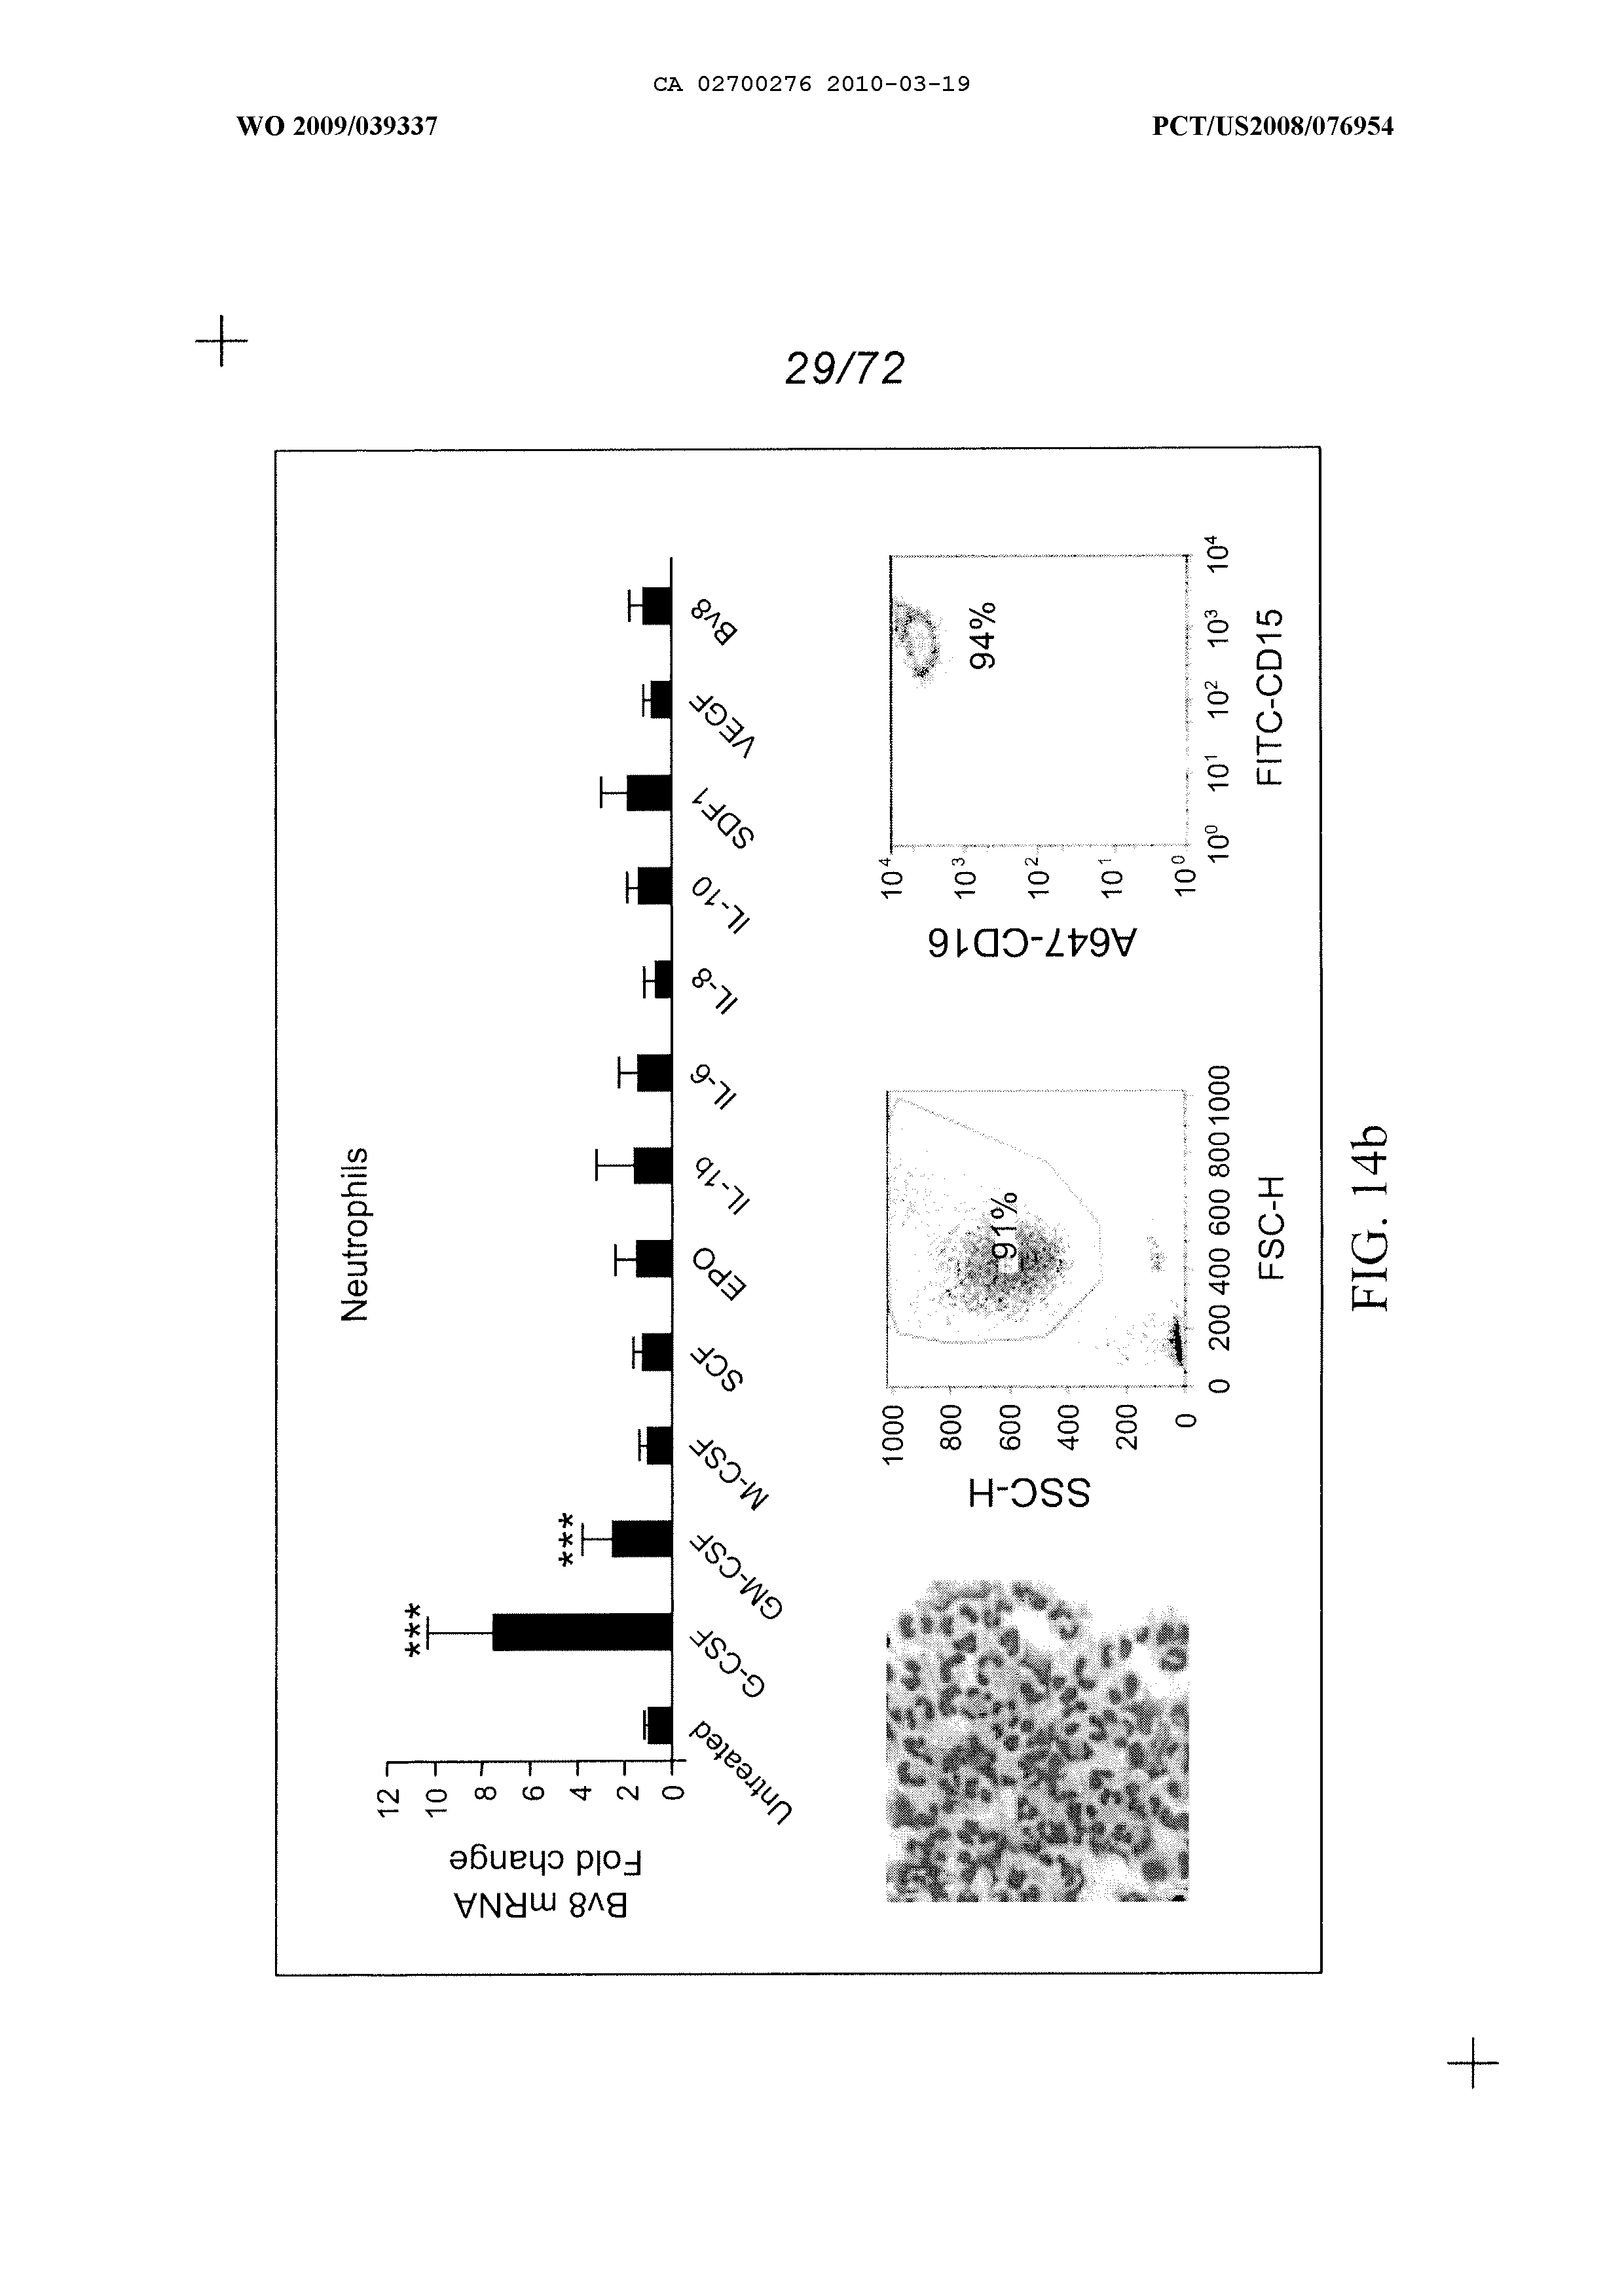 CA 02700276 2010-03-19
WO 2009/039337
PCT/US2008/076954
29/72
Neutrophils
Bv8 mRNA
Fold change
12
10
8
6
4
2
0
***
***
Untreated
G-CSF
GM-CSF
M-CSF
SCF
EPO
IL-1b
IL-6
IL-8
IL-10
SDF1
VEGF
Bv8
SSC-H
1000
800
600
400
200
0
91%
0 200 400 600 800 1000
FSC-H
A647-CD16
10⁴
10³
10²
10¹
10⁰
94%
10⁰ 10¹ 10² 10³ 10⁴
FITC-CD15
FIG. 14b